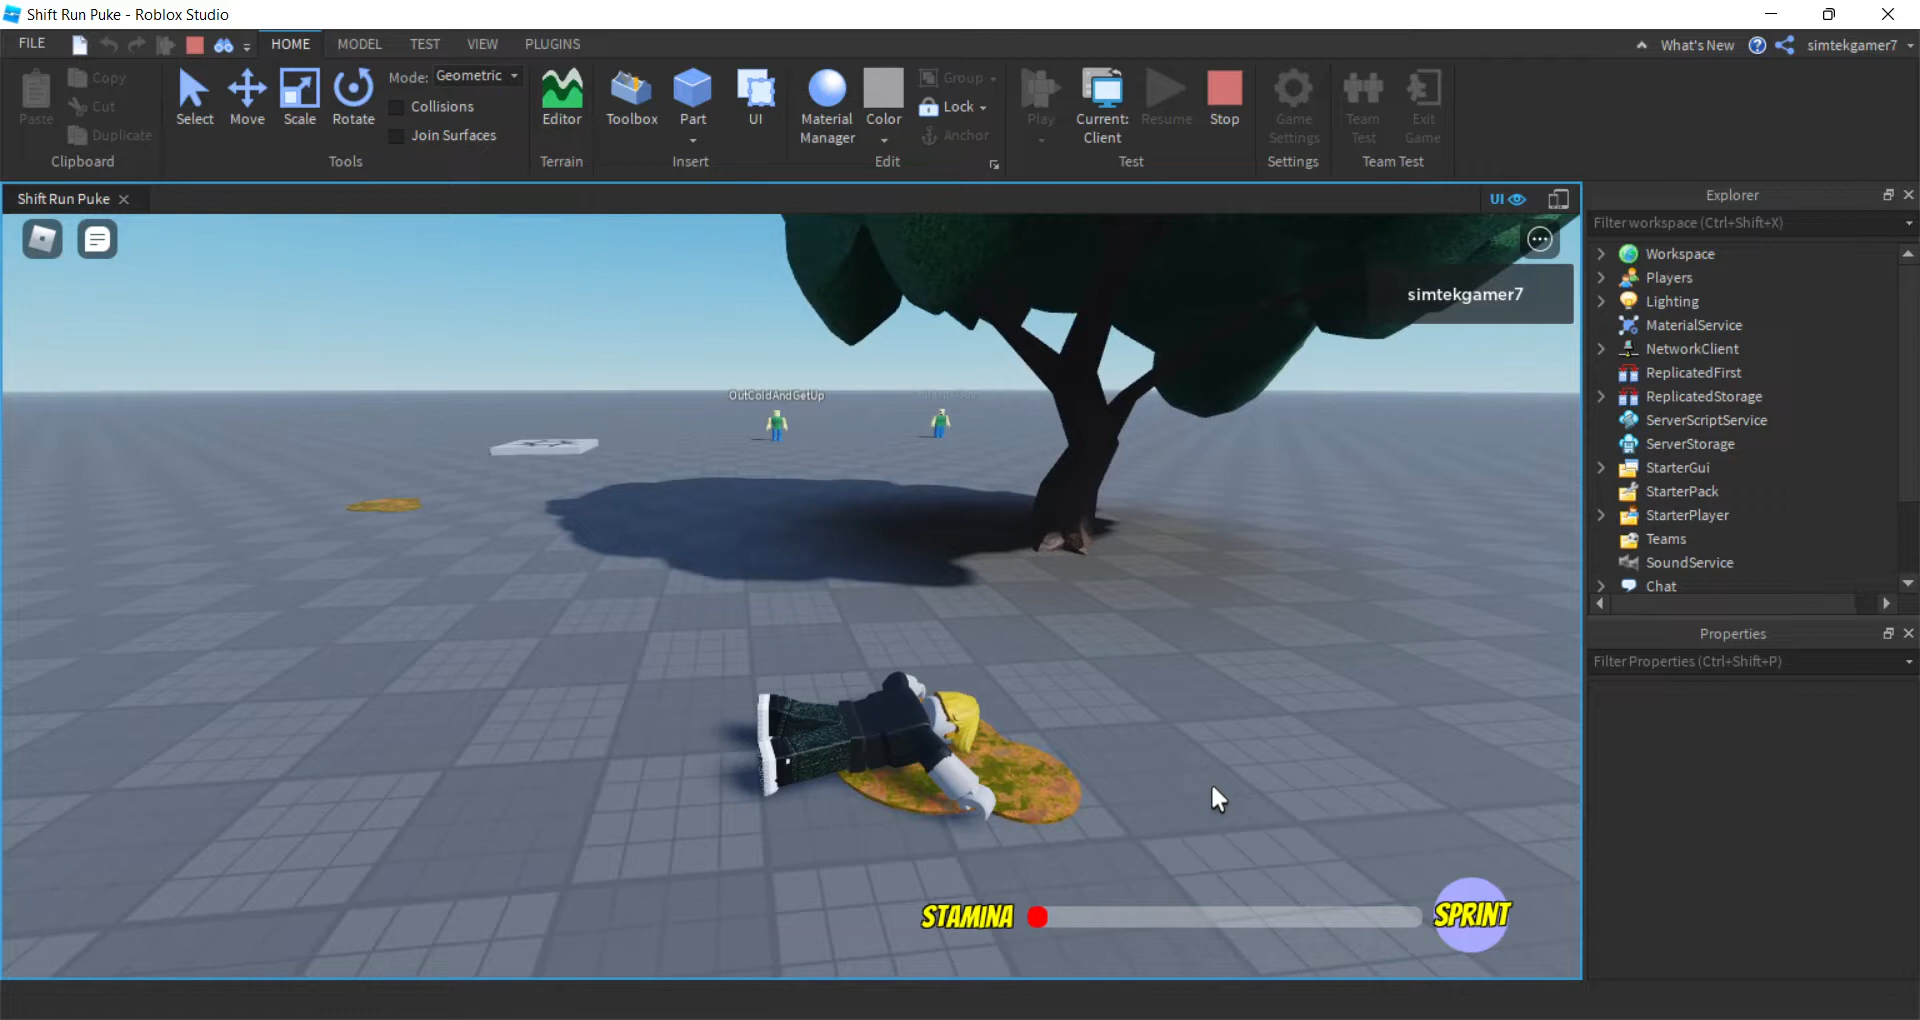 Shift Run Puke - Roblox Studio
FILE
HOME
MODEL
TEST
VIEW
PLUGINS
What's New
simtekgamer7
Paste
Copy
Cut
Duplicate
Clipboard
Select
Move
Scale
Rotate
Mode: Geometric
Collisions
Join Surfaces
Tools
Editor
Terrain
Toolbox
Part
UI
Insert
Material
Manager
Color
Group
Lock
Anchor
Edit
Play
Current:
Client
Resume
Stop
Test
Game
Settings
Settings
Team
Test
Exit
Game
Team Test
Shift Run Puke
UI
simtekgamer7
OutColdAndGetUp
STAMINA
SPRINT
Explorer
Filter workspace (Ctrl+Shift+X)
Workspace
Players
Lighting
MaterialService
NetworkClient
ReplicatedFirst
ReplicatedStorage
ServerScriptService
ServerStorage
StarterGui
StarterPack
StarterPlayer
Teams
SoundService
Chat
Properties
Filter Properties (Ctrl+Shift+P)